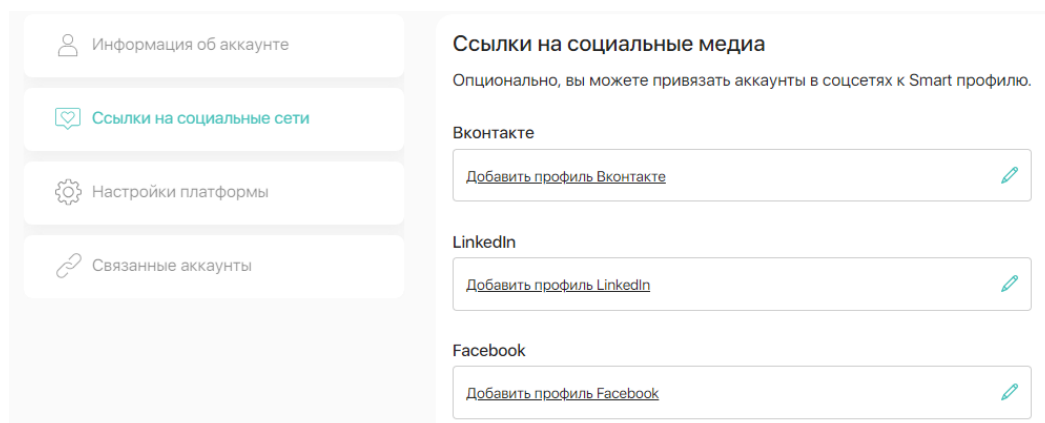 Информация об аккаунте
Ссылки на социальные сети
Настройки платформы
Связанные аккаунты
Ссылки на социальные медиа
Опционально, вы можете привязать аккаунты в соцсетях к Smart профилю.
Вконтакте
Добавить профиль Вконтакте
LinkedIn
Добавить профиль LinkedIn
Facebook
Добавить профиль Facebook